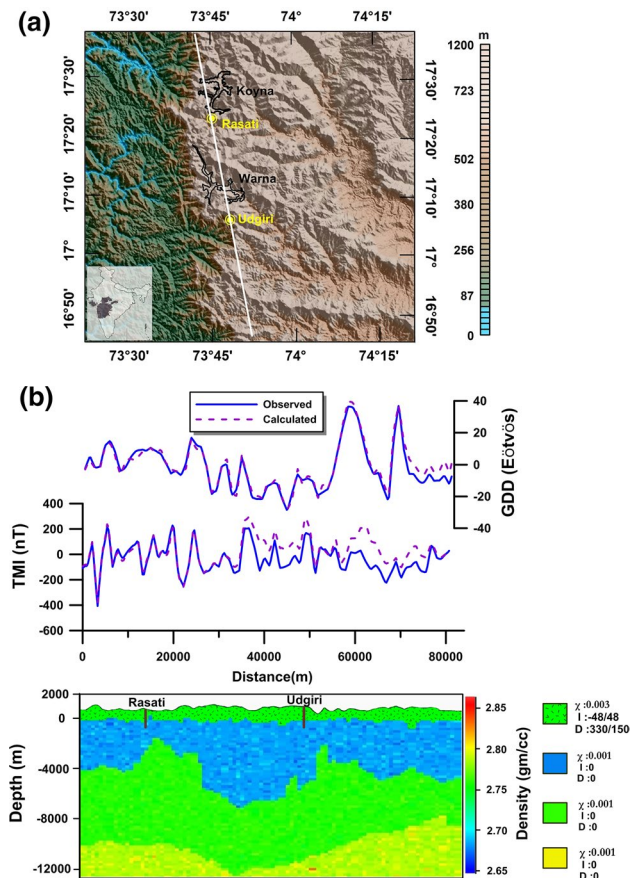 (a)
73°30' 73°45' 74° 74°15'
m
17°30'
17°20'
17°10'
17°
16°50'
Koyna
Rasati
Warna
Udgiri
17°30'
17°20'
17°10'
17°
16°50'
1200
723
502
380
256
87
0
73°30' 73°45' 74° 74°15'
(b)
Observed
Calculated
40
20
0
-20
-40
GDD (Eötvös)
400
200
0
-200
-400
-600
TMI (nT)
0 20000 40000 60000 80000
Distance(m)
2000
0
-4000
-8000
-12000
Depth (m)
Rasati
Udgiri
2.85
2.80
2.75
2.70
2.65
Density (gm/cc)
χ :0.003
I :-48/48
D :330/150
χ :0.001
I :0
D :0
χ :0.001
I :0
D :0
χ :0.001
I :0
D :0